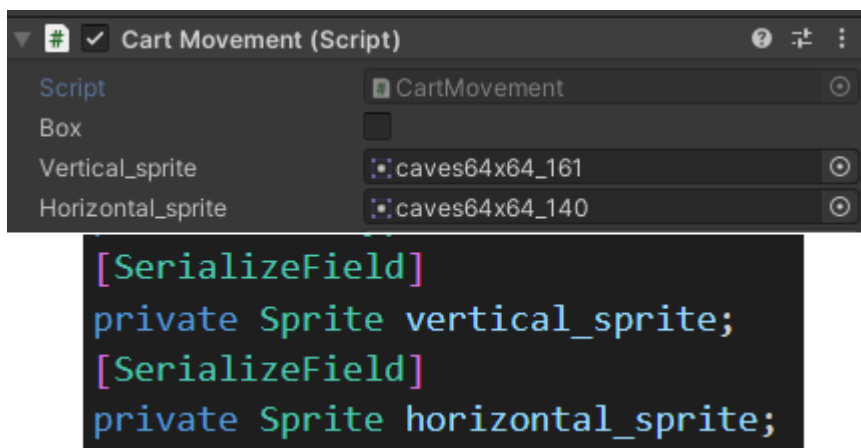 # Cart Movement (Script)
Script CartMovement
Box
Vertical_sprite caves64x64_161
Horizontal_sprite caves64x64_140
[SerializeField]
private Sprite vertical_sprite;
[SerializeField]
private Sprite horizontal_sprite;